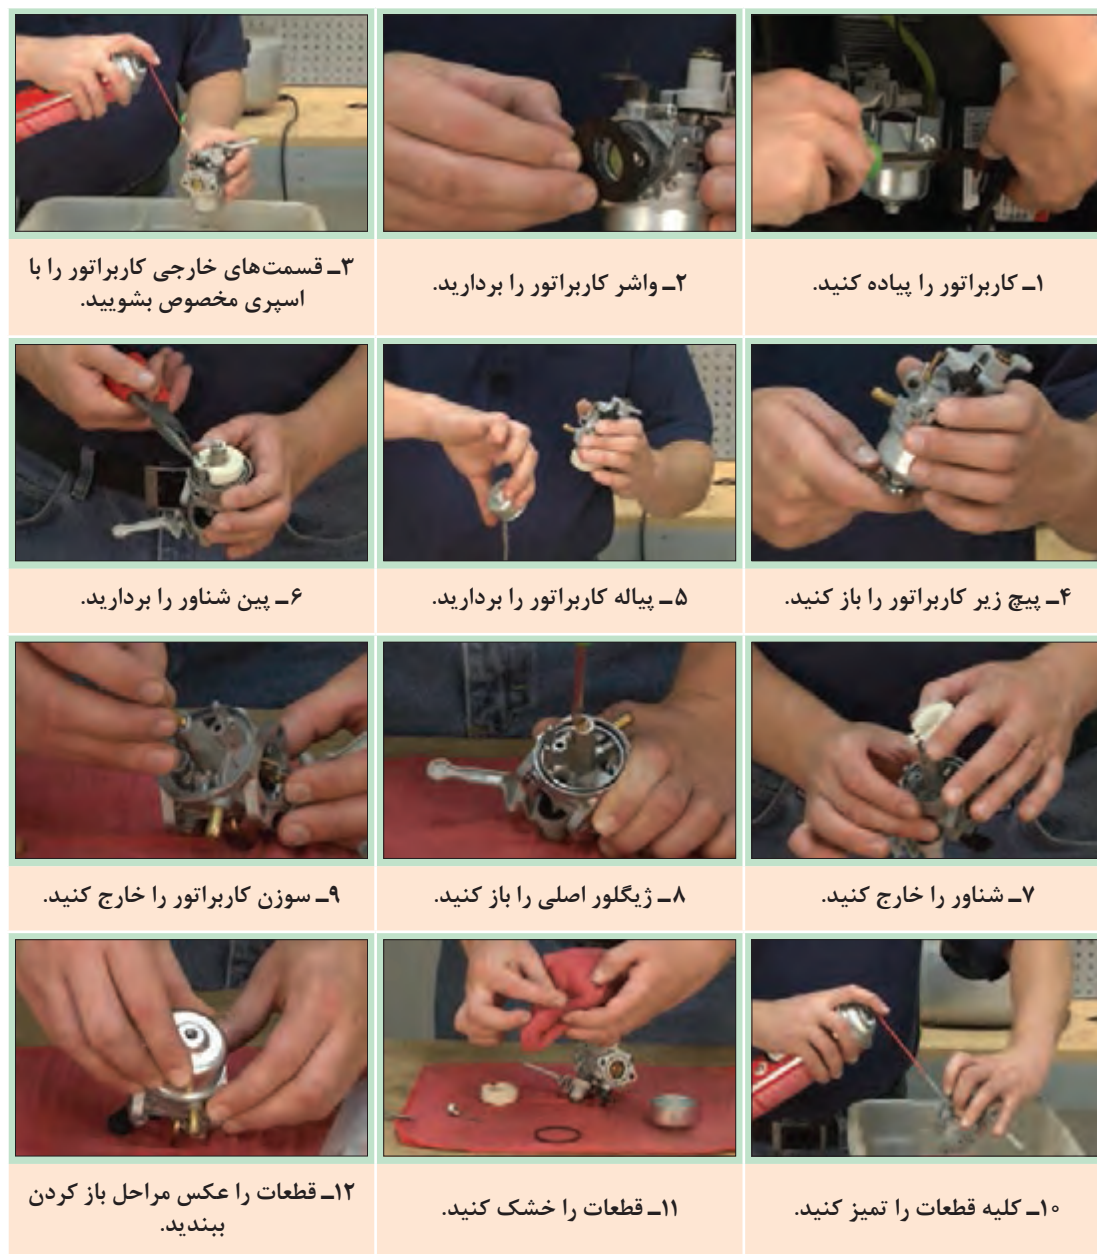 ۱ــ کاربراتور را پیاده کنید.
۲ــ واشر کاربراتور را بردارید.
۳ــ قسمت‌های خارجی کاربراتور را با
اسپری مخصوص بشویید.
۴ــ پیچ زیر کاربراتور را باز کنید.
۵ــ پیاله کاربراتور را بردارید.
۶ــ پین شناور را بردارید.
۷ــ شناور را خارج کنید.
۸ــ ژیگلور اصلی را باز کنید.
۹ــ سوزن کاربراتور را خارج کنید.
۱۰ــ کلیه قطعات را تمیز کنید.
۱۱ــ قطعات را خشک کنید.
۱۲ــ قطعات را عکس مراحل باز کردن
ببندید.